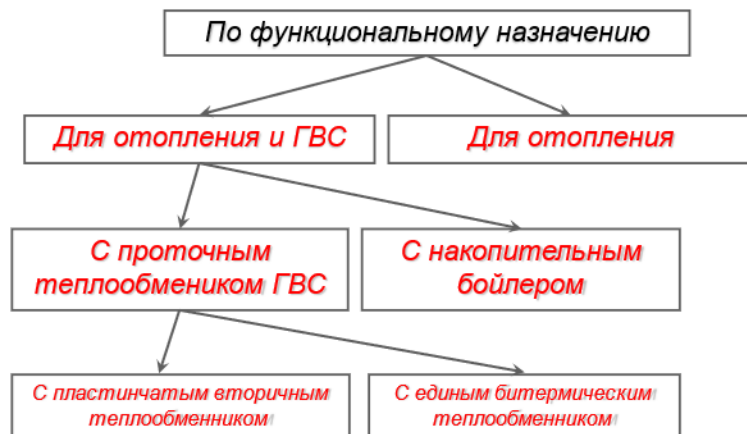 По функциональному назначению
Для отопления и ГВС
Для отопления
С проточным
теплообмеником ГВС
С накопительным
бойлером
С пластинчатым вторичным
теплообменником
С единым битермическим
теплообменником